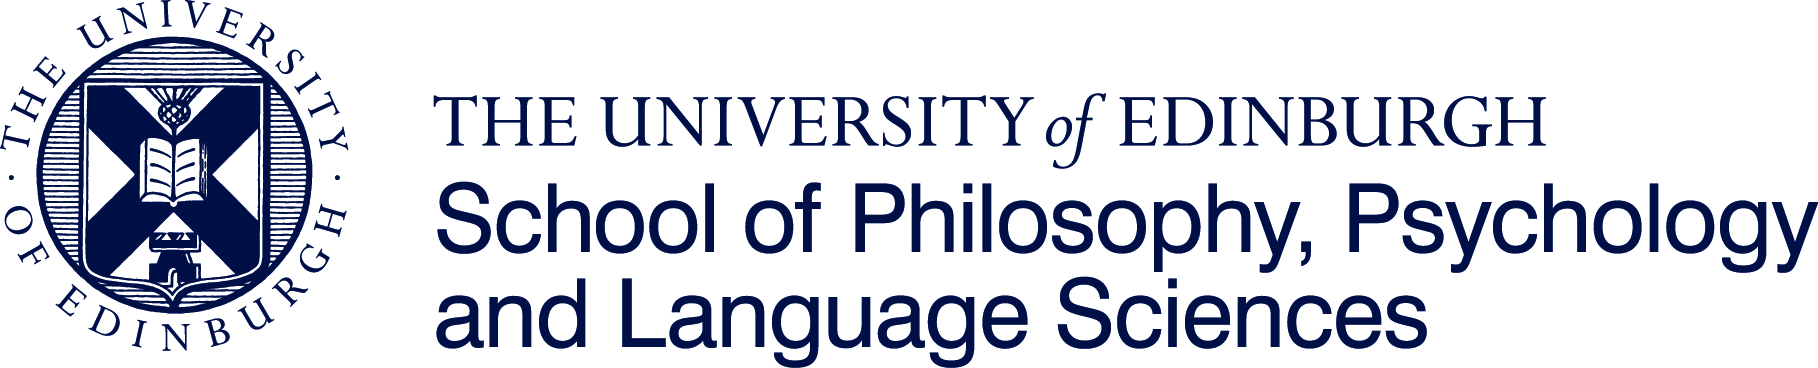 · THE UNIVERSITY ·
OF EDINBURGH
THE UNIVERSITY of EDINBURGH
School of Philosophy, Psychology
and Language Sciences